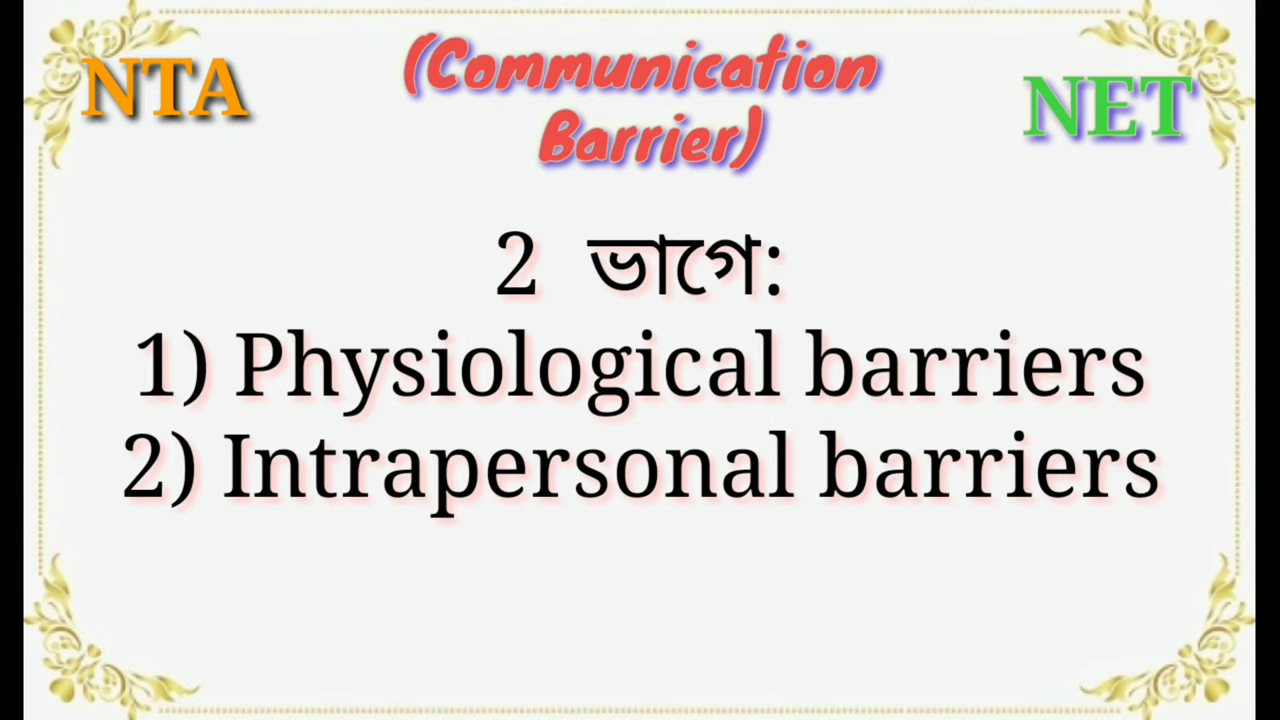 NTA
(Communication
Barrier)
NET
2 ভাগে:
1) Physiological barriers
2) Intrapersonal barriers